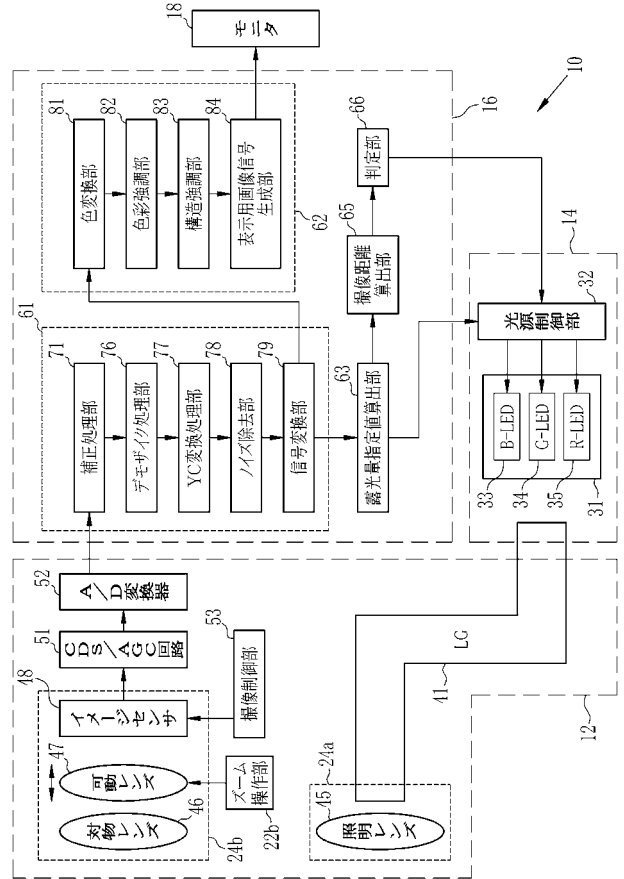 モニタ
18
81
色変換部
82
色彩強調部
83
構造強調部
84
表示用画像信号
生成部
62
16
10
66
判定部
65
撮像距離
算出部
61
71
補正処理部
76
デモザイク処理部
77
YC変換処理部
78
ノイズ除去部
79
信号変換部
63
露光量指定値算出部
14
32
光源制御部
33
B-LED
34
G-LED
35
R-LED
31
52
A/D変換器
51
CDS/AGC回路
48
イメージセンサ
53
撮像制御部
47
可動レンズ
46
対物レンズ
ズーム
操作部
22b
24b
LG
41
12
24a
45
照明レンズ